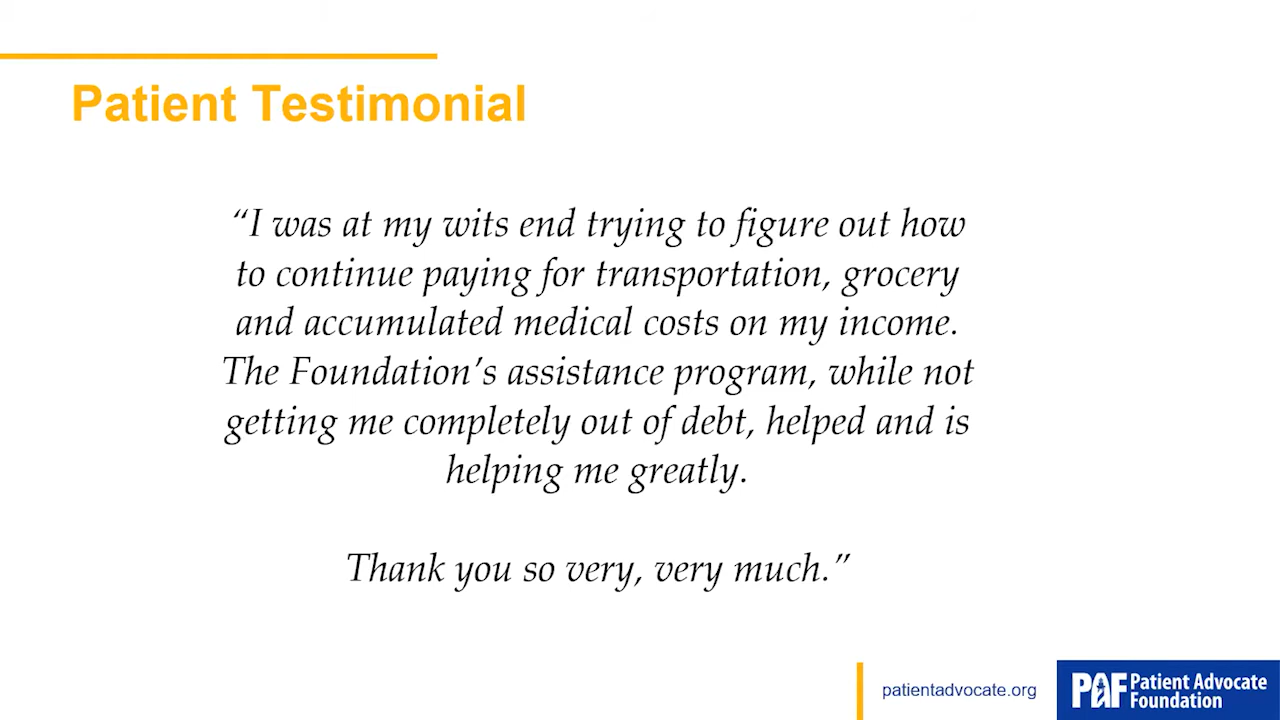 Patient Testimonial
“I was at my wits end trying to figure out how
to continue paying for transportation, grocery
and accumulated medical costs on my income.
The Foundation’s assistance program, while not
getting me completely out of debt, helped and is
helping me greatly.
Thank you so very, very much.”
patientadvocate.org
PAF Patient Advocate
Foundation